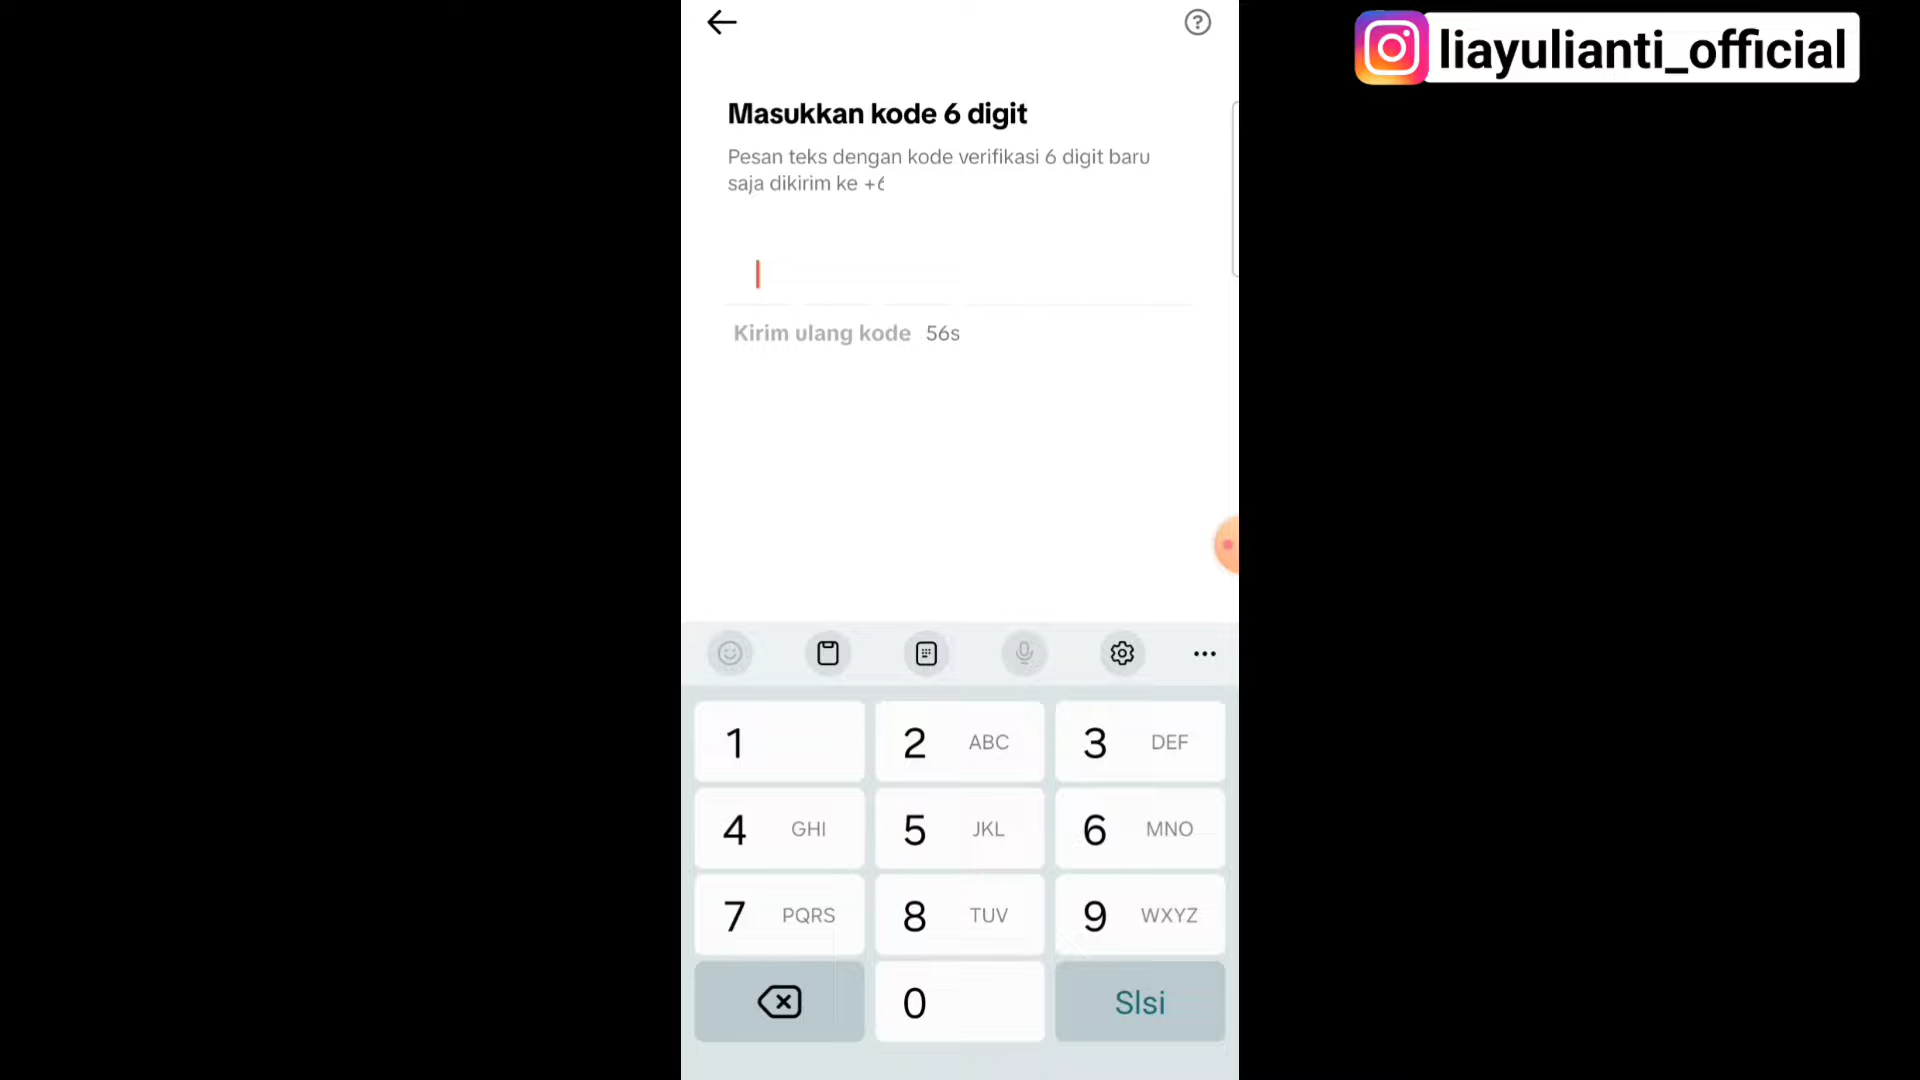 liayulianti_official
Masukkan kode 6 digit
Pesan teks dengan kode verifikasi 6 digit baru
saja dikirim ke +6
Kirim ulang kode 56s
1 2 ABC 3 DEF
4 GHI 5 JKL 6 MNO
7 PQRS 8 TUV 9 WXYZ
0 Slsi